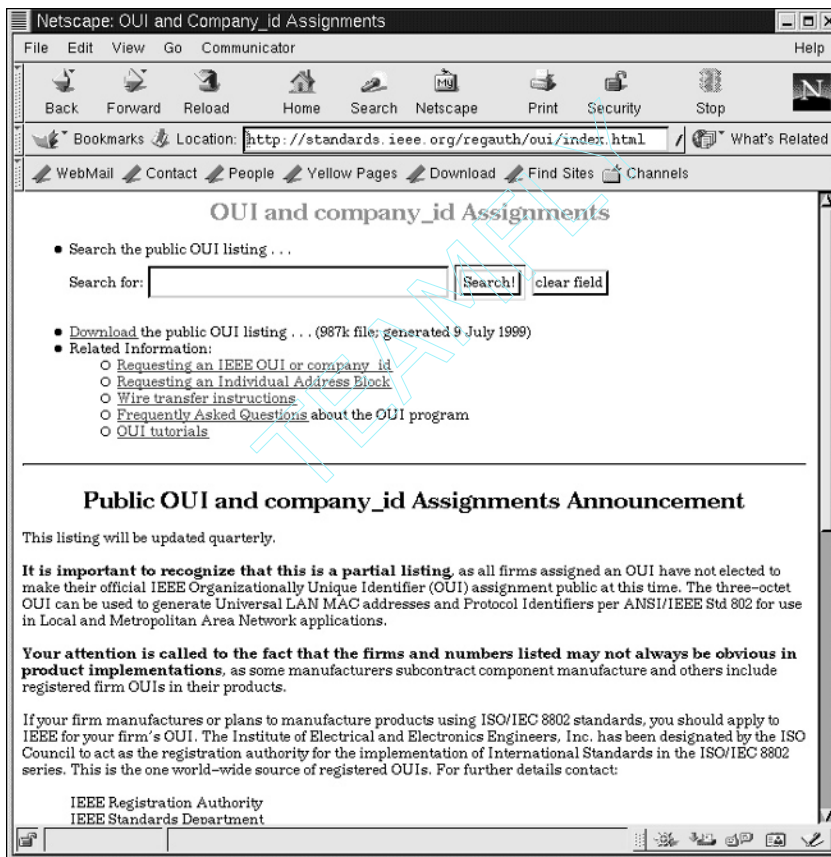 Netscape: OUI and Company_id Assignments
File Edit View Go Communicator Help
Back Forward Reload Home Search Netscape Print Security Stop
My
N
Bookmarks Location: http://standards.ieee.org/regauth/oui/index.html What's Related
WebMail Contact People Yellow Pages Download Find Sites Channels
OUI and company_id Assignments
Search the public OUI listing . . .
Search for: Search! clear field
Download the public OUI listing . . . (987k file; generated 9 July 1999)
Related Information:
Requesting an IEEE OUI or company_id
Requesting an Individual Address Block
Wire transfer instructions
Frequently Asked Questions about the OUI program
OUI tutorials
TEAMFLY
Public OUI and company_id Assignments Announcement
This listing will be updated quarterly.
It is important to recognize that this is a partial listing, as all firms assigned an OUI have not elected to
make their official IEEE Organizationally Unique Identifier (OUI) assignment public at this time. The three-octet
OUI can be used to generate Universal LAN MAC addresses and Protocol Identifiers per ANSI/IEEE Std 802 for use
in Local and Metropolitan Area Network applications.
Your attention is called to the fact that the firms and numbers listed may not always be obvious in
product implementations, as some manufacturers subcontract component manufacture and others include
registered firm OUIs in their products.
If your firm manufactures or plans to manufacture products using ISO/IEC 8802 standards, you should apply to
IEEE for your firm's OUI. The Institute of Electrical and Electronics Engineers, Inc. has been designated by the ISO
Council to act as the registration authority for the implementation of International Standards in the ISO/IEC 8802
series. This is the one world-wide source of registered OUIs. For further details contact:
IEEE Registration Authority
IEEE Standards Department